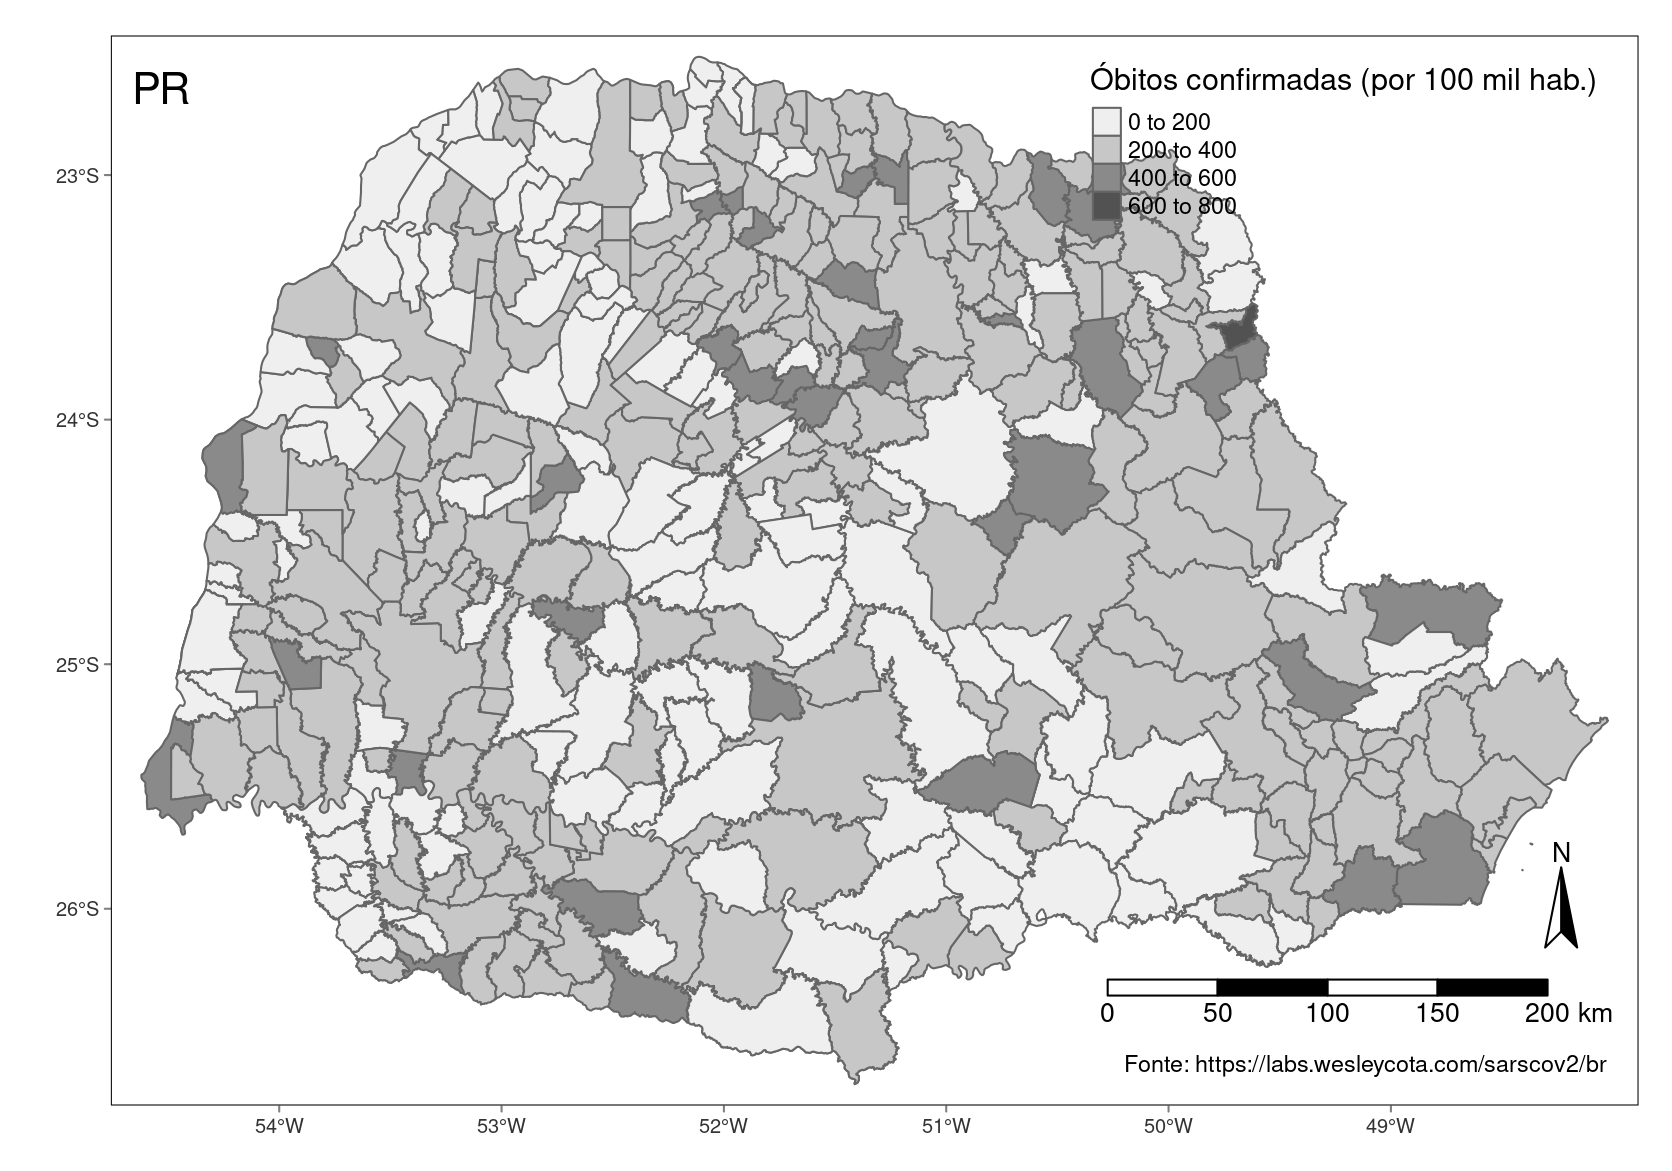 PR
Óbitos confirmadas (por 100 mil hab.)
0 to 200
200 to 400
400 to 600
600 to 800
23°S
24°S
25°S
26°S
N
0 50 100 150 200 km
Fonte: https://labs.wesleycota.com/sarscov2/br
54°W 53°W 52°W 51°W 50°W 49°W